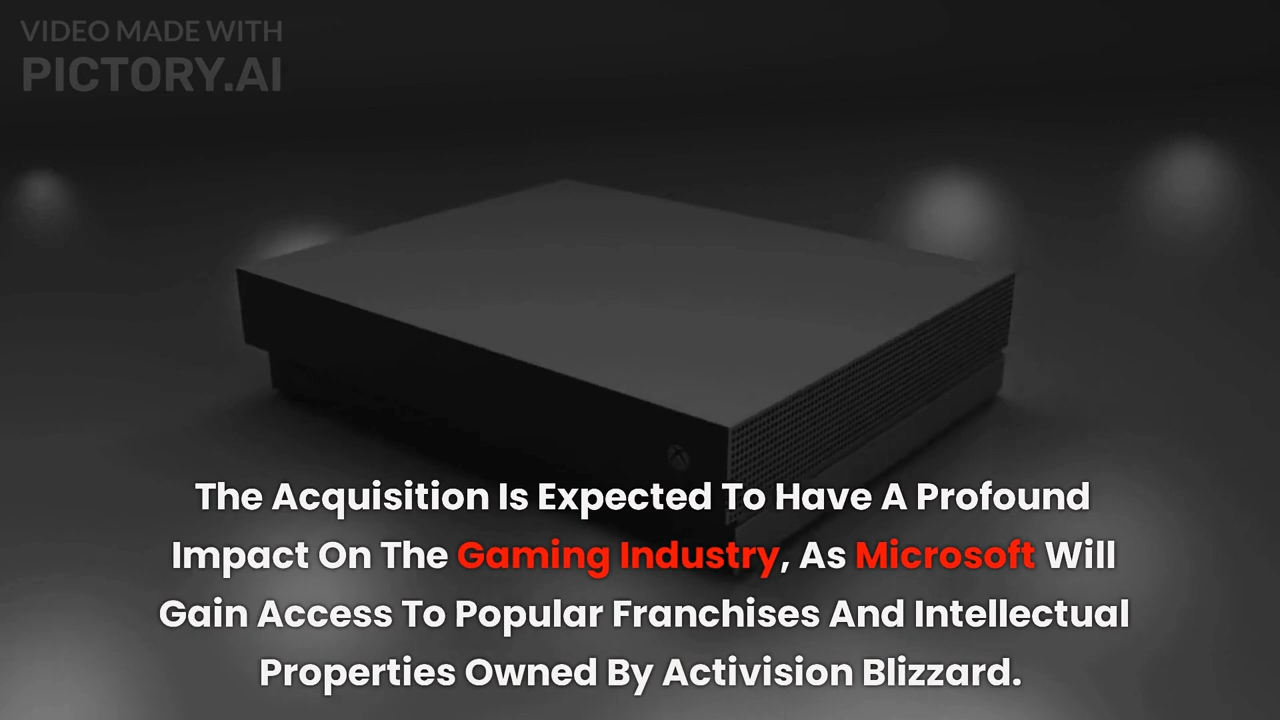 VIDEO MADE WITH
PICTORY.AI
The Acquisition Is Expected To Have A Profound
Impact On The Gaming Industry, As Microsoft Will
Gain Access To Popular Franchises And Intellectual
Properties Owned By Activision Blizzard.